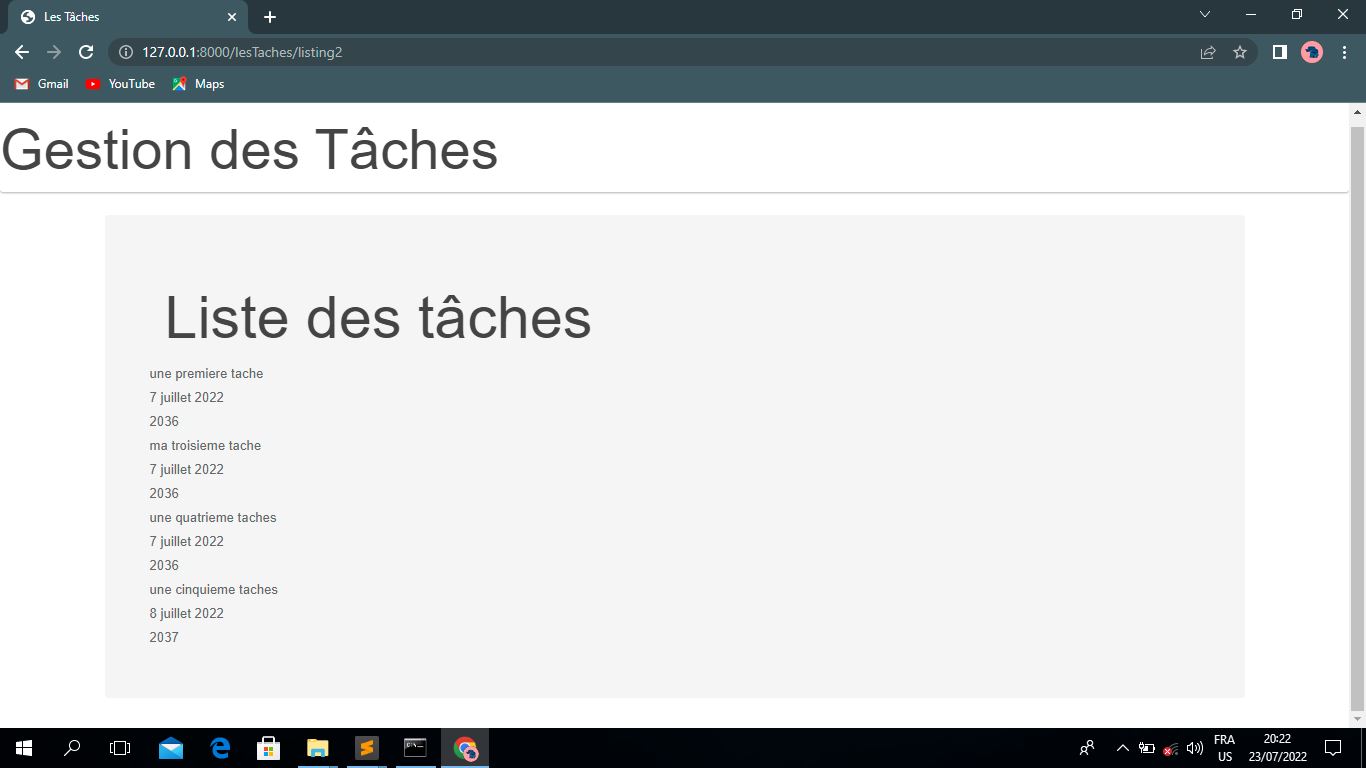 Les Tâches
127.0.0.1:8000/lesTaches/listing2
Gmail
YouTube
Maps
Gestion des Tâches
Liste des tâches
une premiere tache
7 juillet 2022
2036
ma troisieme tache
7 juillet 2022
2036
une quatrieme taches
7 juillet 2022
2036
une cinquieme taches
8 juillet 2022
2037
FRA
US
20:22
23/07/2022